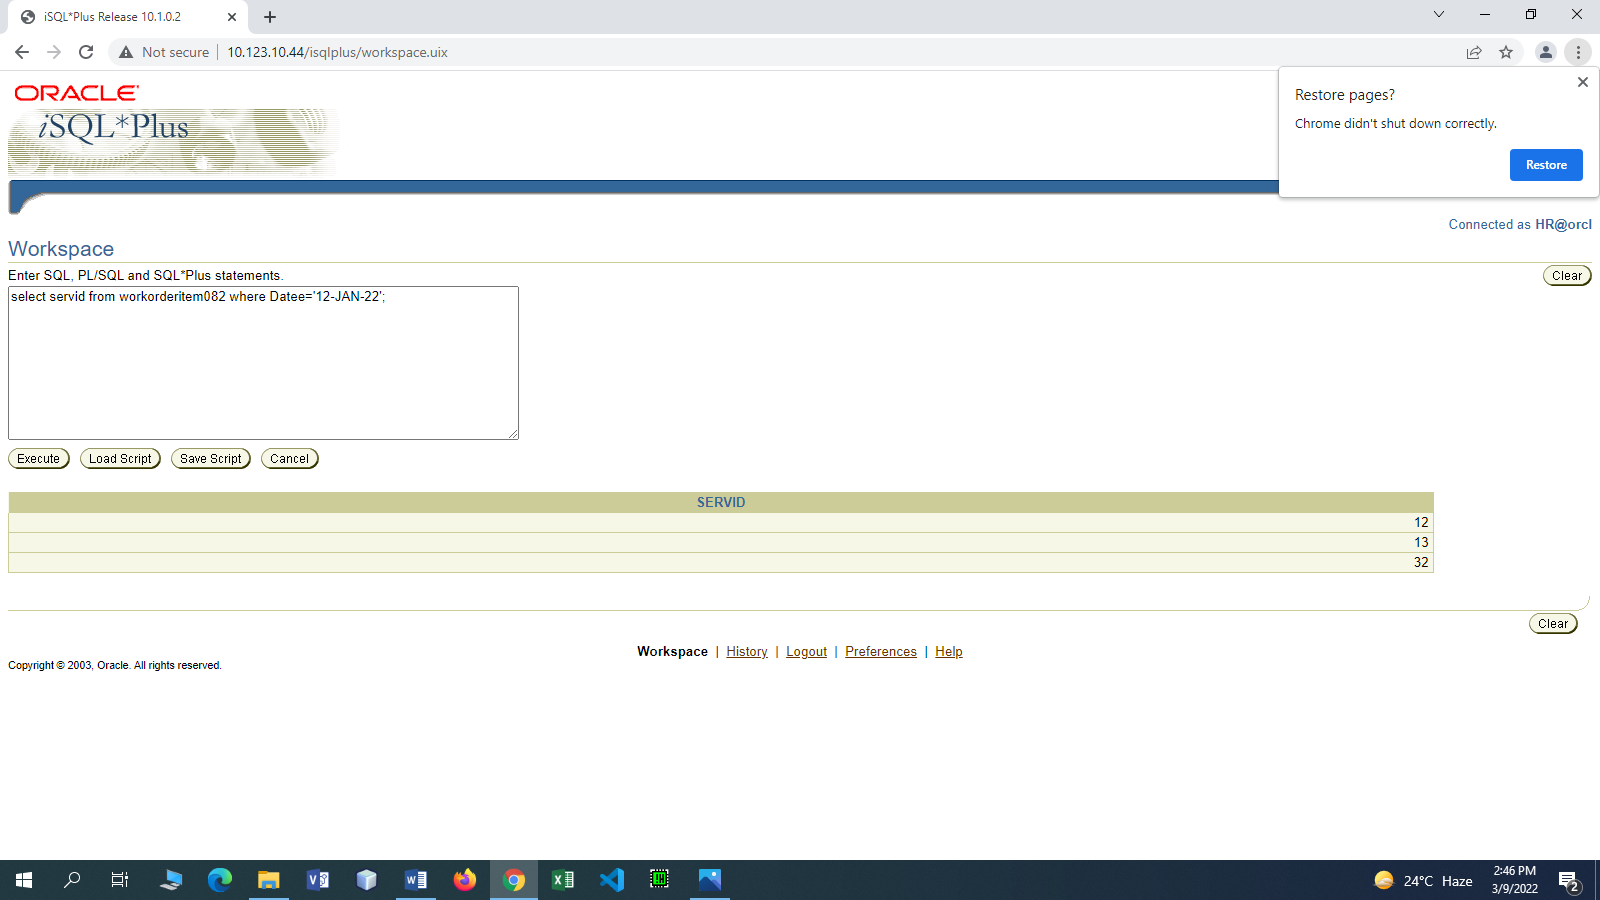 iSQL*Plus Release 10.1.0.2
Not secure
10.123.10.44/isqlplus/workspace.uix
ORACLE
iSQL*Plus
Restore pages?
Chrome didn't shut down correctly.
Restore
Connected as HR@orcl
Workspace
Enter SQL, PL/SQL and SQL*Plus statements.
Clear
select servid from workorderitem082 where Datee='12-JAN-22';
Execute Load Script Save Script Cancel
SERVID
12
13
32
Clear
Workspace | History | Logout | Preferences | Help
Copyright © 2003, Oracle. All rights reserved.
24°C Haze
2:46 PM
3/9/2022
2